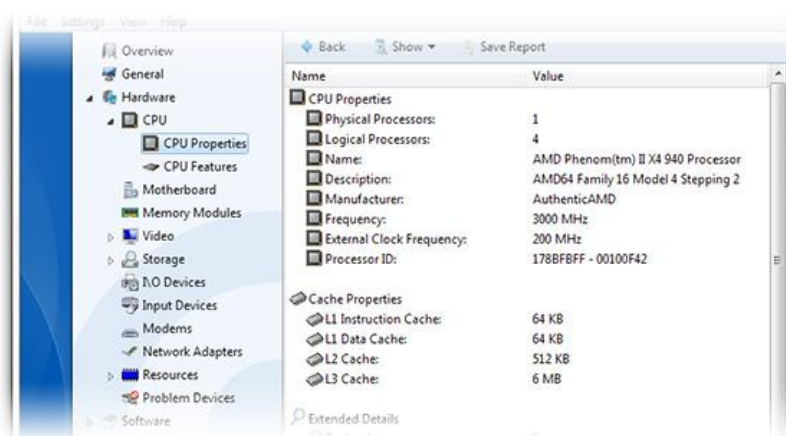 File Settings View Help
Back Show Save Report
Overview
General
Hardware
CPU
CPU Properties
CPU Features
Motherboard
Memory Modules
Video
Storage
I\O Devices
Input Devices
Modems
Network Adapters
Resources
Problem Devices
Software
Name Value
CPU Properties
Physical Processors: 1
Logical Processors: 4
Name: AMD Phenom(tm) II X4 940 Processor
Description: AMD64 Family 16 Model 4 Stepping 2
Manufacturer: AuthenticAMD
Frequency: 3000 MHz
External Clock Frequency: 200 MHz
Processor ID: 178BFBFF - 00100F42
Cache Properties
L1 Instruction Cache: 64 KB
L1 Data Cache: 64 KB
L2 Cache: 512 KB
L3 Cache: 6 MB
Extended Details